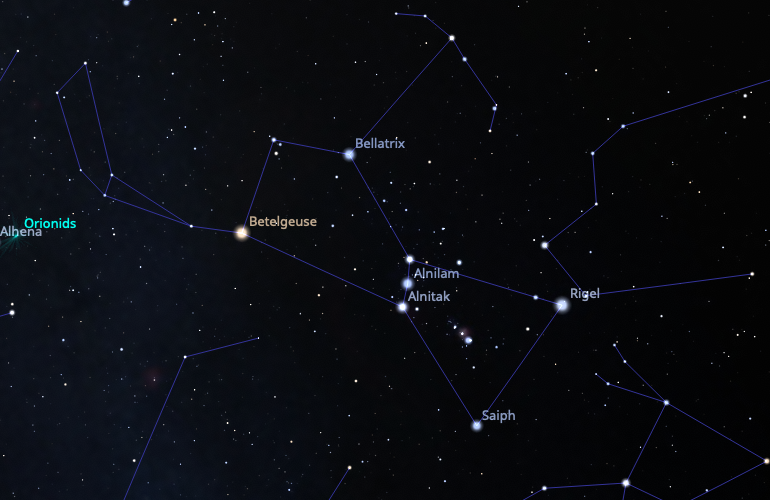 Bellatrix
Orionids
Betelgeuse
Alhena
Alnilam
Alnitak
Rigel
Saiph